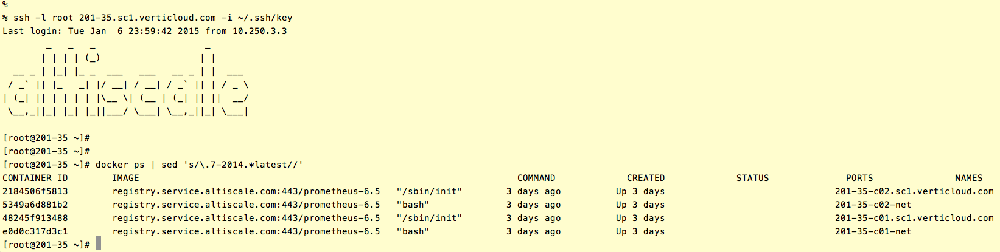 %
% ssh -l root 201-35.sc1.verticloud.com -i ~/.ssh/key
Last login: Tue Jan  6 23:59:42 2015 from 10.250.3.3
        _   _   _                    _
       | | | | (_)                  | |
  __ _ | |_| |_ _  ___   ___   __ _ | |  ___
 / _` || |_   _| |/ __| / __| / _` || | / _ \
| (_| || | | | | |\__ \| (__ | (_| || ||  __/
 \__,_||_| |_| |_||___/ \___| \__,_||_| \___|
[root@201-35 ~]#
[root@201-35 ~]#
[root@201-35 ~]# docker ps | sed 's/\.7-2014.*latest//'
CONTAINER ID        IMAGE                                                                     COMMAND             CREATED             STATUS              PORTS               NAMES
2184506f5813        registry.service.altiscale.com:443/prometheus-6.5   "/sbin/init"        3 days ago          Up 3 days                               201-35-c02.sc1.verticloud.com
5349a6d881b2        registry.service.altiscale.com:443/prometheus-6.5   "bash"              3 days ago          Up 3 days                               201-35-c02-net
48245f913488        registry.service.altiscale.com:443/prometheus-6.5   "/sbin/init"        3 days ago          Up 3 days                               201-35-c01.sc1.verticloud.com
e0d0c317d3c1        registry.service.altiscale.com:443/prometheus-6.5   "bash"              3 days ago          Up 3 days                               201-35-c01-net
[root@201-35 ~]#